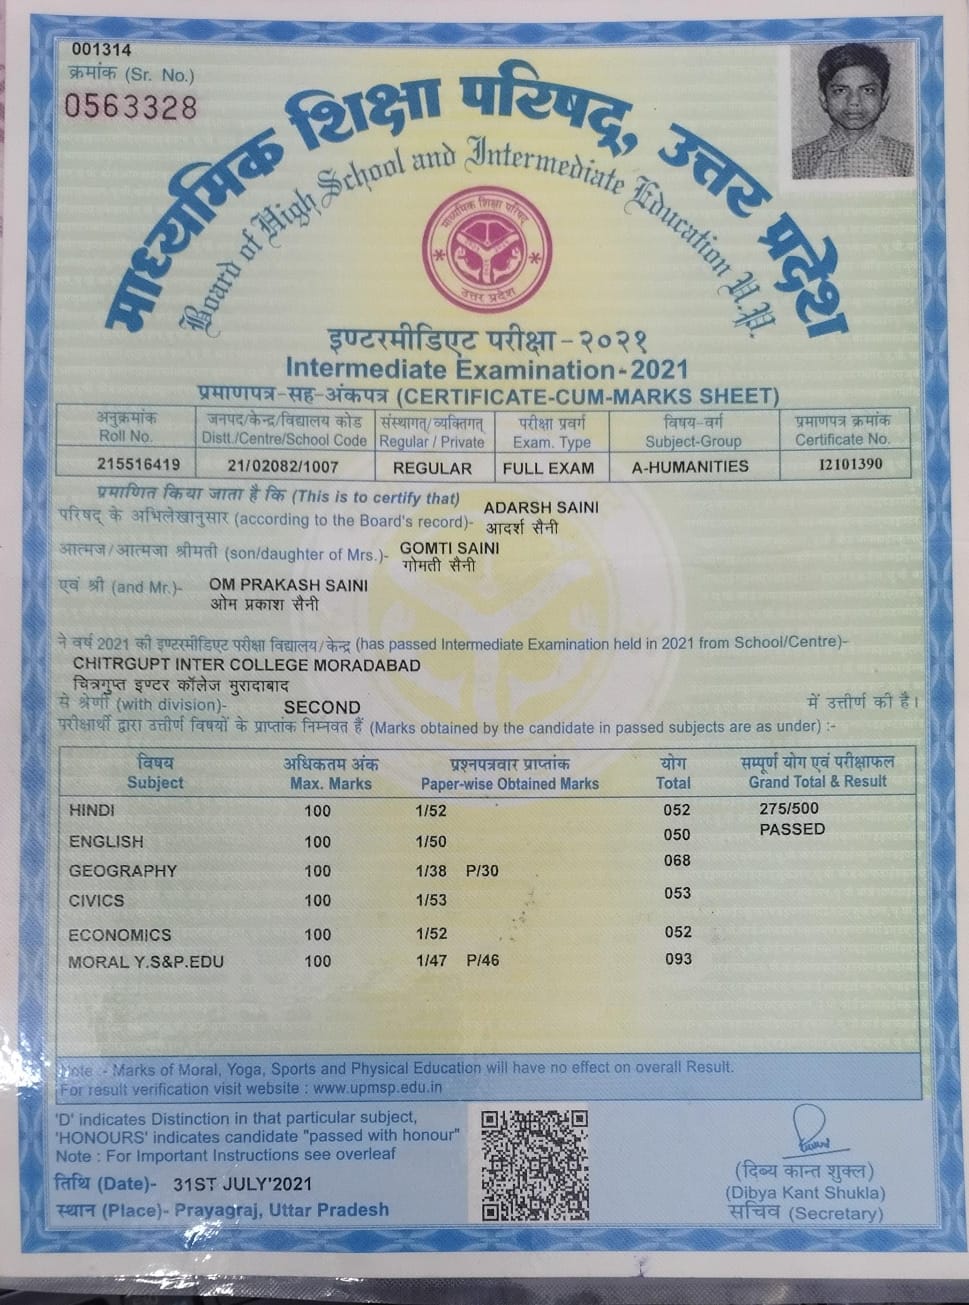 001314
क्रमांक (Sr. No.)
0563328
माध्यमिक शिक्षा परिषद्, उत्तर प्रदेश
Board of High School and Intermediate Education U.P.
माध्यमिक शिक्षा परिषद्
उत्तर प्रदेश
इण्टरमीडिएट परीक्षा - २०२१
Intermediate Examination - 2021
प्रमाणपत्र-सह-अंकपत्र (CERTIFICATE-CUM-MARKS SHEET)
अनुक्रमांक जनपद/केन्द्र/विद्यालय कोड संस्थागत्/व्यक्तिगत् परीक्षा प्रवर्ग विषय-वर्ग प्रमाणपत्र क्रमांक
Roll No. Distt./Centre/School Code Regular / Private Exam. Type Subject-Group Certificate No.
215516419 21/02082/1007 REGULAR FULL EXAM A-HUMANITIES I2101390
प्रमाणित किया जाता है कि (This is to certify that)
परिषद् के अभिलेखानुसार (according to the Board's record)- ADARSH SAINI
आदर्श सैनी
आत्मज/आत्मजा श्रीमती (son/daughter of Mrs.)- GOMTI SAINI
गोमती सैनी
एवं श्री (and Mr.)- OM PRAKASH SAINI
ओम प्रकाश सैनी
ने वर्ष 2021 की इण्टरमीडिएट परीक्षा विद्यालय/केन्द्र (has passed Intermediate Examination held in 2021 from School/Centre)-
CHITRGUPT INTER COLLEGE MORADABAD
चित्रगुप्त इण्टर कॉलेज मुरादाबाद
से श्रेणी (with division)- SECOND में उत्तीर्ण की है।
परीक्षार्थी द्वारा उत्तीर्ण विषयों के प्राप्तांक निम्नवत हैं (Marks obtained by the candidate in passed subjects are as under) :-
विषय अधिकतम अंक प्रश्नपत्रवार प्राप्तांक योग सम्पूर्ण योग एवं परीक्षाफल
Subject Max. Marks Paper-wise Obtained Marks Total Grand Total & Result
HINDI 100 1/52 052 275/500
PASSED
ENGLISH 100 1/50 050
GEOGRAPHY 100 1/38 P/30 068
CIVICS 100 1/53 053
ECONOMICS 100 1/52 052
MORAL Y.S&P.EDU 100 1/47 P/46 093
Note :- Marks of Moral, Yoga, Sports and Physical Education will have no effect on overall Result.
For result verification visit website : www.upmsp.edu.in
'D' indicates Distinction in that particular subject,
'HONOURS' indicates candidate "passed with honour"
Note : For Important Instructions see overleaf
तिथि (Date)- 31ST JULY'2021
स्थान (Place)- Prayagraj, Uttar Pradesh
(दिब्य कान्त शुक्ल)
(Dibya Kant Shukla)
सचिव (Secretary)